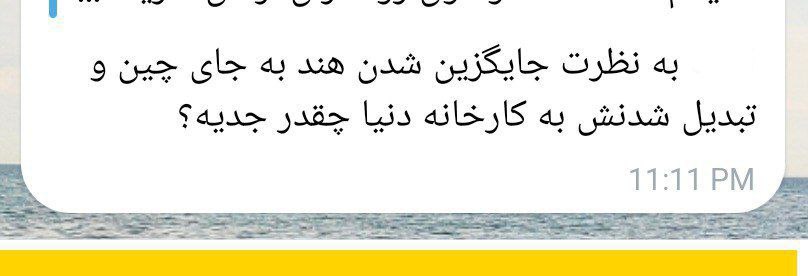 به نظرت جایگزین شدن هند به جای چین و
تبدیل شدنش به کارخانه دنیا چقدر جدیه؟
11:11 PM